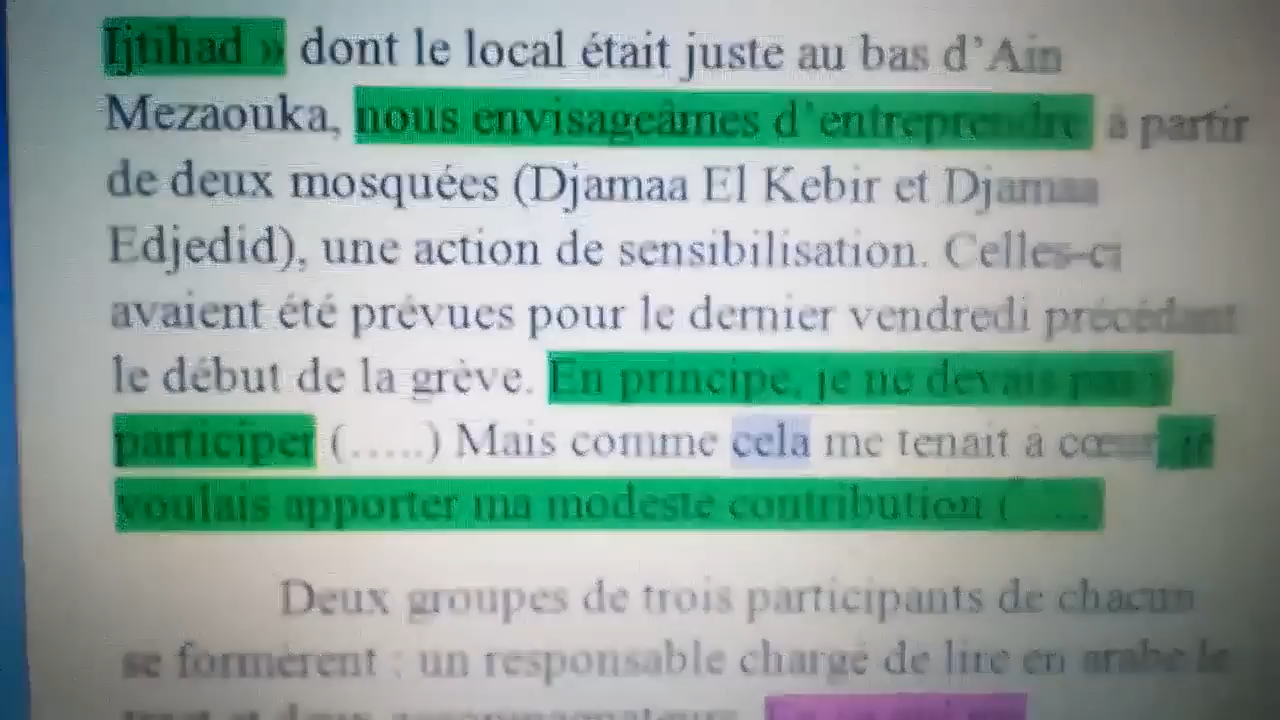 Ijtihad » dont le local était juste au bas d'Ain
Mezaouka, nous envisageâmes d'entreprendre à partir
de deux mosquées (Djamaa El Kebir et Djamaa
Edjedid), une action de sensibilisation. Celles-ci
avaient été prévues pour le dernier vendredi précédant
le début de la grève. En principe, je ne devais pas y
participer (.....) Mais comme cela me tenait à cœur je
voulais apporter ma modeste contribution (
Deux groupes de trois participants de chacun
se formèrent : un responsable chargé de lire en arabe le
tract et deux accompagnateurs.